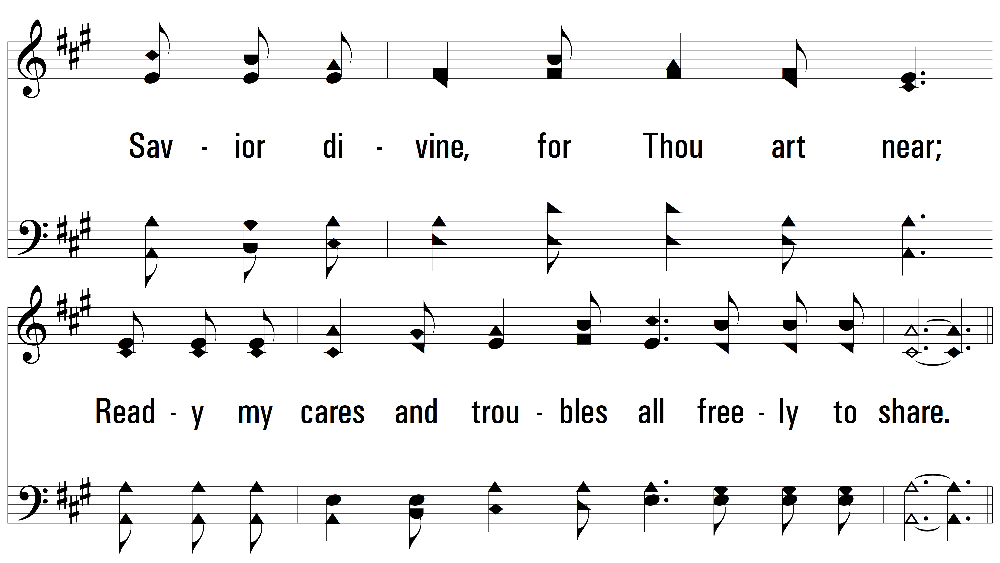 Sav - ior di - vine, for Thou art near;
Read - y my cares and trou - bles all free - ly to share.